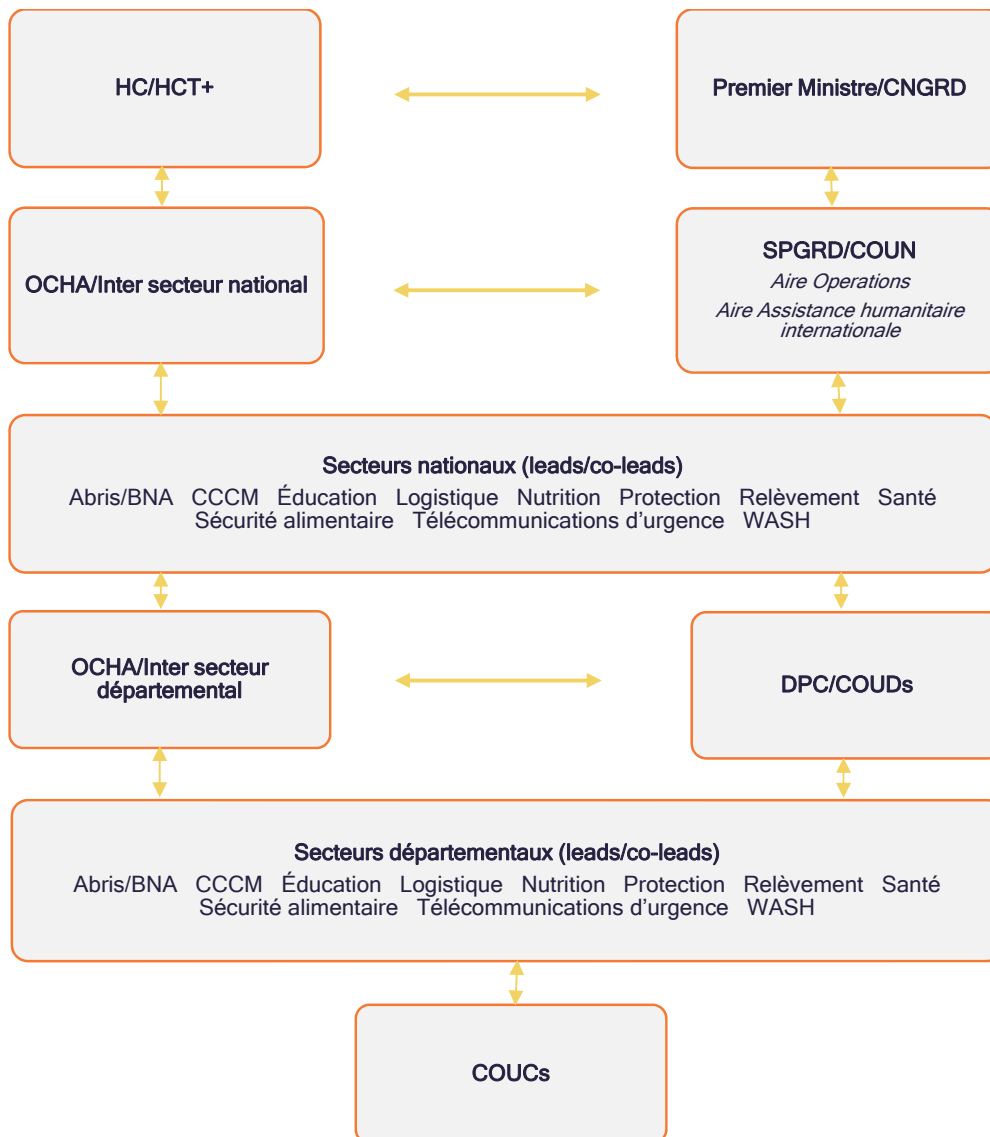 HC/HCT+
Premier Ministre/CNGRD
OCHA/Inter secteur national
SPGRD/COUN
Aire Operations
Aire Assistance humanitaire
internationale
Secteurs nationaux (leads/co-leads)
Abris/BNA CCCM Éducation Logistique Nutrition Protection Relèvement Santé
Sécurité alimentaire Télécommunications d'urgence WASH
OCHA/Inter secteur
départemental
DPC/COUDs
Secteurs départementaux (leads/co-leads)
Abris/BNA CCCM Éducation Logistique Nutrition Protection Relèvement Santé
Sécurité alimentaire Télécommunications d'urgence WASH
COUCs